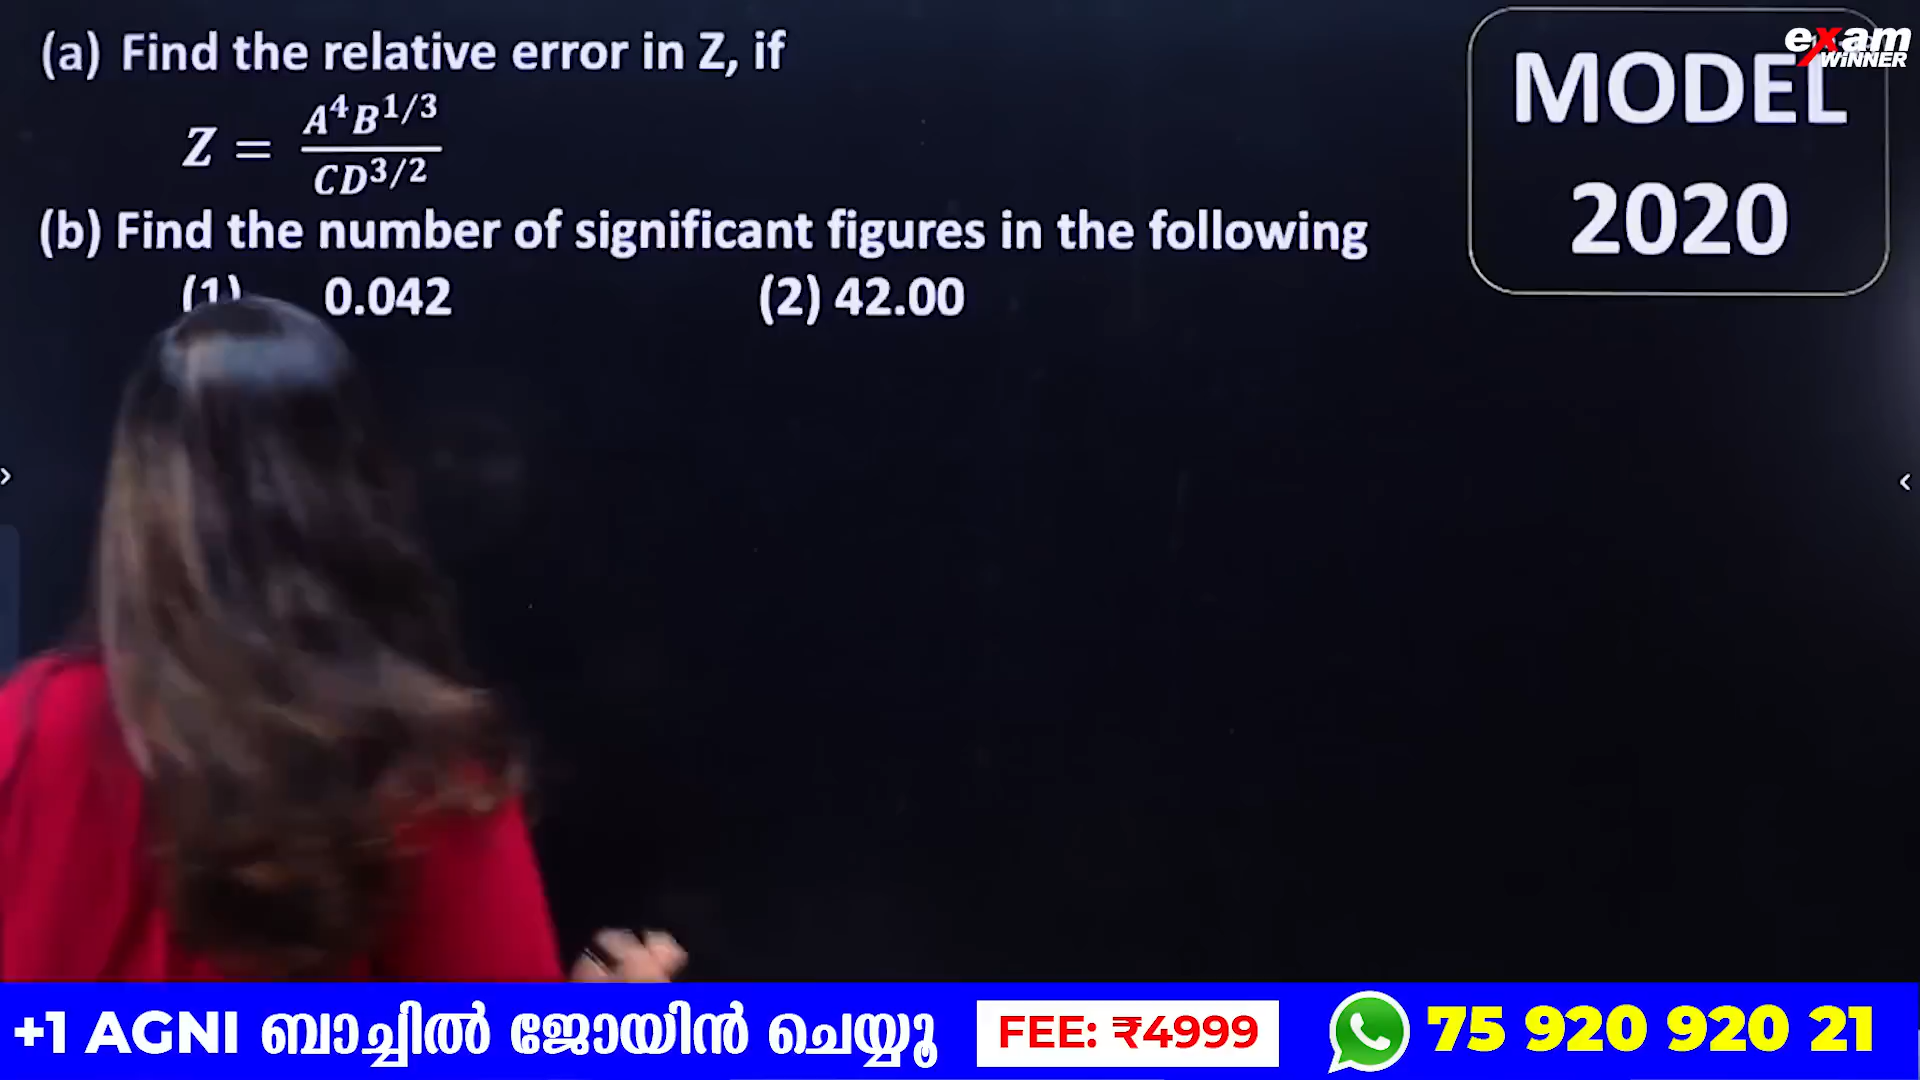 (a) Find the relative error in Z, if
Z = A⁴B^{1/3} / CD^{3/2}
(b) Find the number of significant figures in the following
(1) 0.042 (2) 42.00
MODEL
2020
exam
WiNNER
+1 AGNI ബാച്ചിൽ ജോയിൻ ചെയ്യൂ
FEE: ₹4999
75 920 920 21